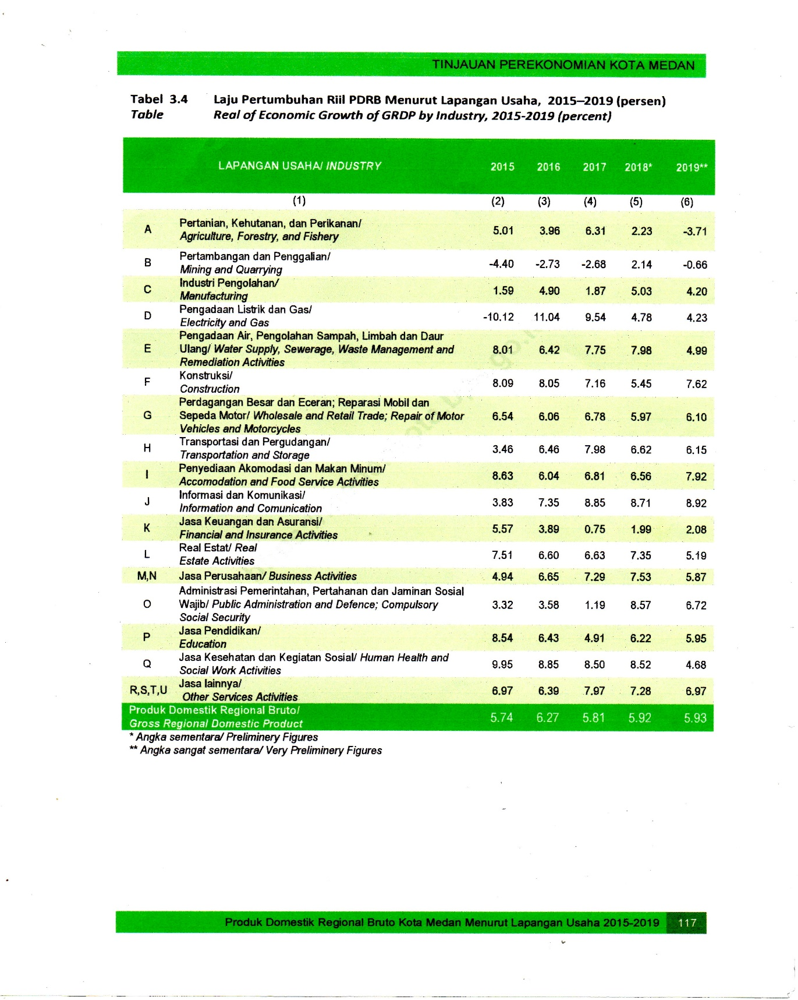 TINJAUAN PEREKONOMIAN KOTA MEDAN
Tabel 3.4 Laju Pertumbuhan Riil PDRB Menurut Lapangan Usaha, 2015–2019 (persen)
Table Real of Economic Growth of GRDP by Industry, 2015-2019 (percent)
LAPANGAN USAHA/ INDUSTRY 2015 2016 2017 2018* 2019**
(1) (2) (3) (4) (5) (6)
A Pertanian, Kehutanan, dan Perikanan/
Agriculture, Forestry, and Fishery 5.01 3.96 6.31 2.23 -3.71
B Pertambangan dan Penggalian/
Mining and Quarrying -4.40 -2.73 -2.68 2.14 -0.66
C Industri Pengolahan/
Manufacturing 1.59 4.90 1.87 5.03 4.20
D Pengadaan Listrik dan Gas/
Electricity and Gas -10.12 11.04 9.54 4.78 4.23
Pengadaan Air, Pengolahan Sampah, Limbah dan Daur
E Ulang/ Water Supply, Sewerage, Waste Management and 8.01 6.42 7.75 7.98 4.99
Remediation Activities
F Konstruksi/
Construction 8.09 8.05 7.16 5.45 7.62
Perdagangan Besar dan Eceran; Reparasi Mobil dan
G Sepeda Motor/ Wholesale and Retail Trade; Repair of Motor 6.54 6.06 6.78 5.97 6.10
Vehicles and Motorcycles
H Transportasi dan Pergudangan/
Transportation and Storage 3.46 6.46 7.98 6.62 6.15
I Penyediaan Akomodasi dan Makan Minum/
Accomodation and Food Service Activities 8.63 6.04 6.81 6.56 7.92
J Informasi dan Komunikasi/
Information and Comunication 3.83 7.35 8.85 8.71 8.92
K Jasa Keuangan dan Asuransi/
Financial and Insurance Activities 5.57 3.89 0.75 1.99 2.08
L Real Estat/ Real
Estate Activities 7.51 6.60 6.63 7.35 5.19
M,N Jasa Perusahaan/ Business Activities 4.94 6.65 7.29 7.53 5.87
Administrasi Pemerintahan, Pertahanan dan Jaminan Sosial
O Wajib/ Public Administration and Defence; Compulsory 3.32 3.58 1.19 8.57 6.72
Social Security
P Jasa Pendidikan/
Education 8.54 6.43 4.91 6.22 5.95
Q Jasa Kesehatan dan Kegiatan Sosial/ Human Health and
Social Work Activities 9.95 8.85 8.50 8.52 4.68
R,S,T,U Jasa lainnya/
Other Services Activities 6.97 6.39 7.97 7.28 6.97
Produk Domestik Regional Bruto/
Gross Regional Domestic Product 5.74 6.27 5.81 5.92 5.93
* Angka sementara/ Preliminery Figures
** Angka sangat sementara/ Very Preliminery Figures
Produk Domestik Regional Bruto Kota Medan Menurut Lapangan Usaha 2015-2019 117